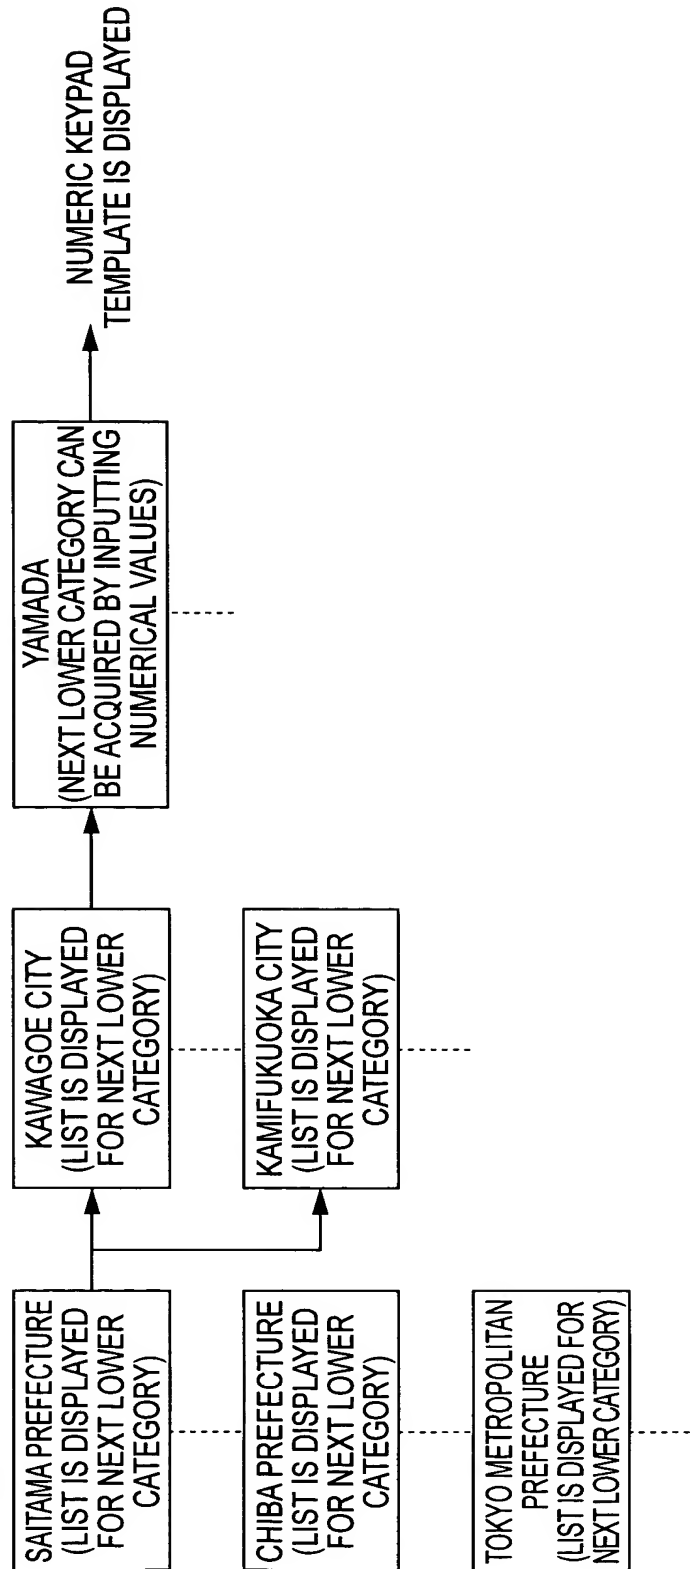 SAITAMA PREFECTURE
(LIST IS DISPLAYED
FOR NEXT LOWER
CATEGORY)
KAWAGOE CITY
(LIST IS DISPLAYED
FOR NEXT LOWER
CATEGORY)
YAMADA
(NEXT LOWER CATEGORY CAN
BE ACQUIRED BY INPUTTING
NUMERICAL VALUES)
NUMERIC KEYPAD
TEMPLATE IS DISPLAYED
CHIBA PREFECTURE
(LIST IS DISPLAYED
FOR NEXT LOWER
CATEGORY)
KAMIFUKUOKA CITY
(LIST IS DISPLAYED
FOR NEXT LOWER
CATEGORY)
TOKYO METROPOLITAN
PREFECTURE
(LIST IS DISPLAYED FOR
NEXT LOWER CATEGORY)